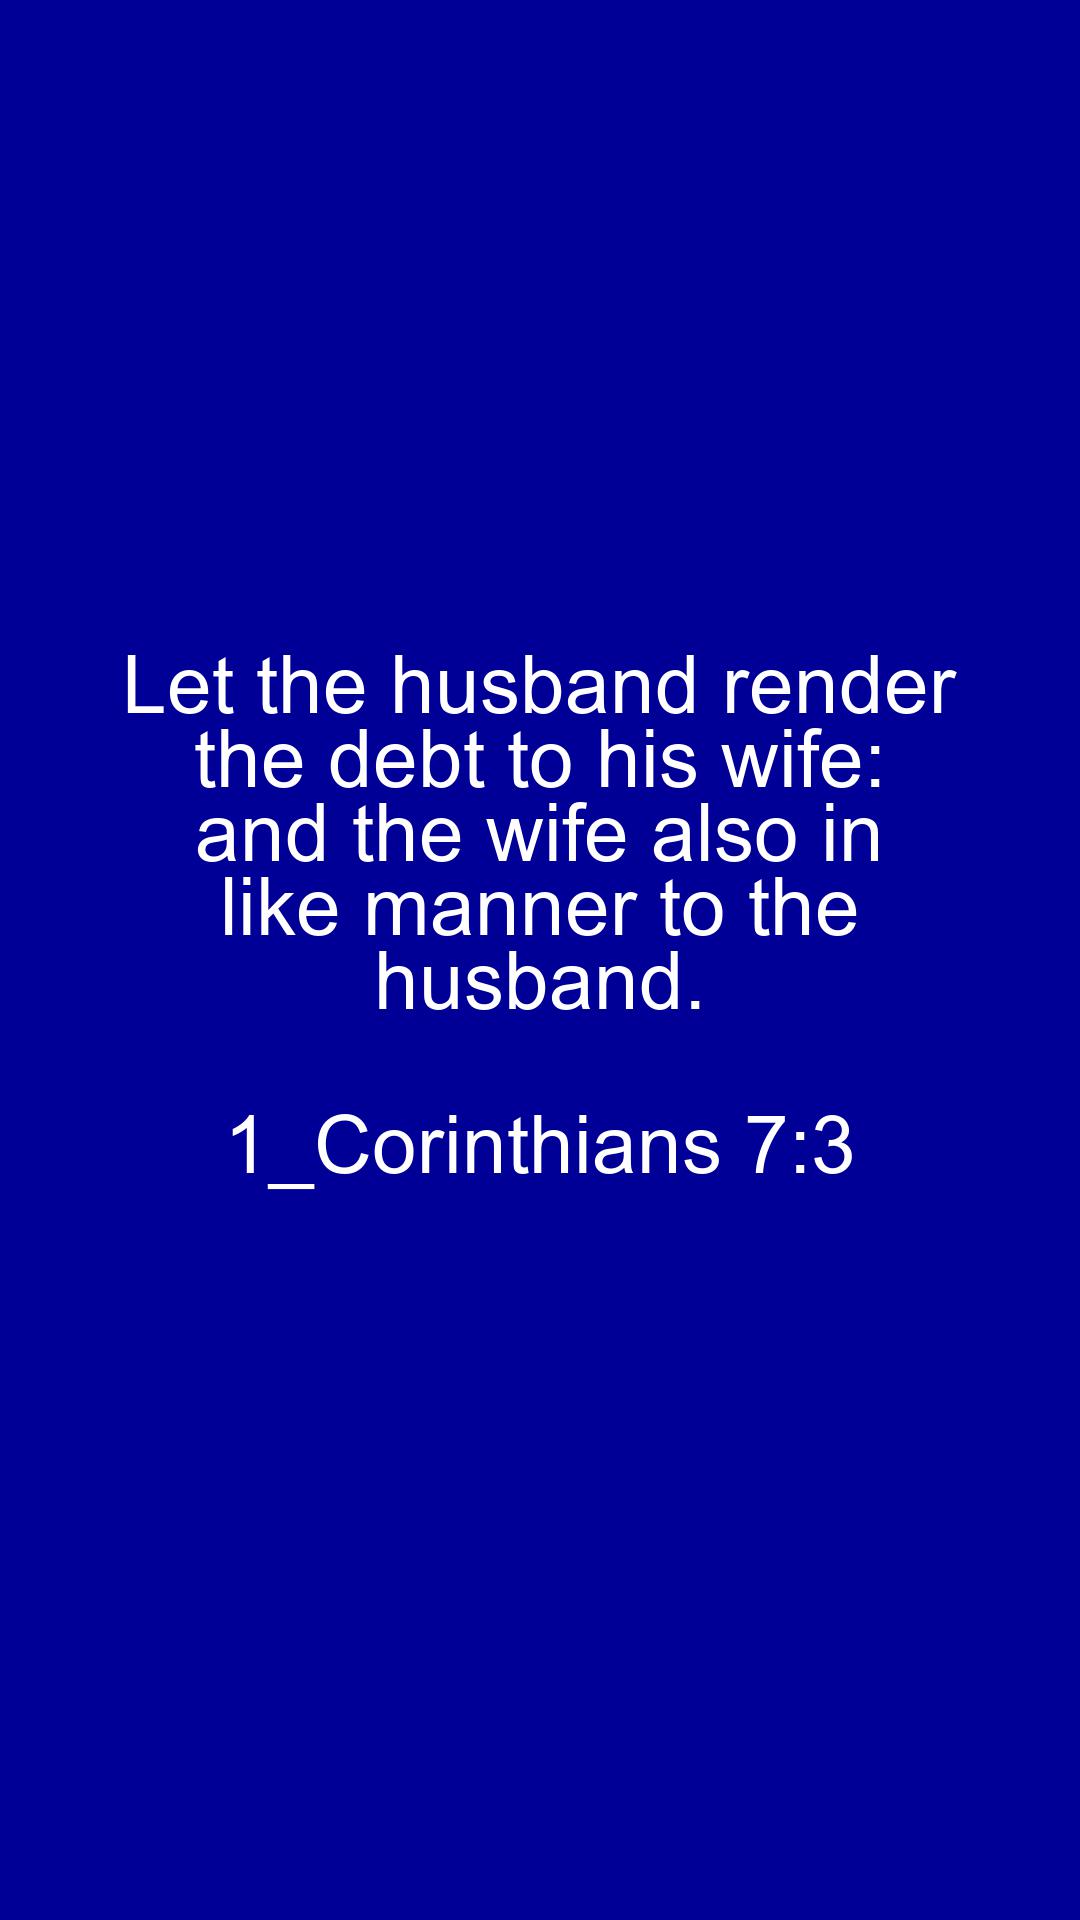 Let the husband render
the debt to his wife:
and the wife also in
like manner to the
husband.
1_Corinthians 7:3